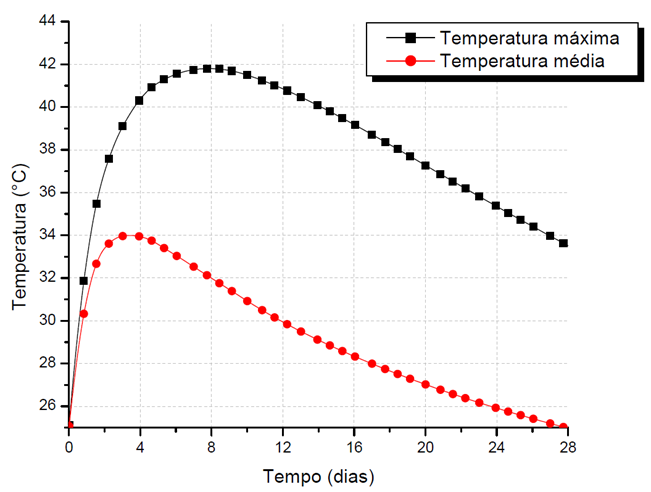 44
42
40
38
36
34
32
30
28
26
Temperatura (°C)
Temperatura máxima
Temperatura média
0 4 8 12 16 20 24 28
Tempo (dias)